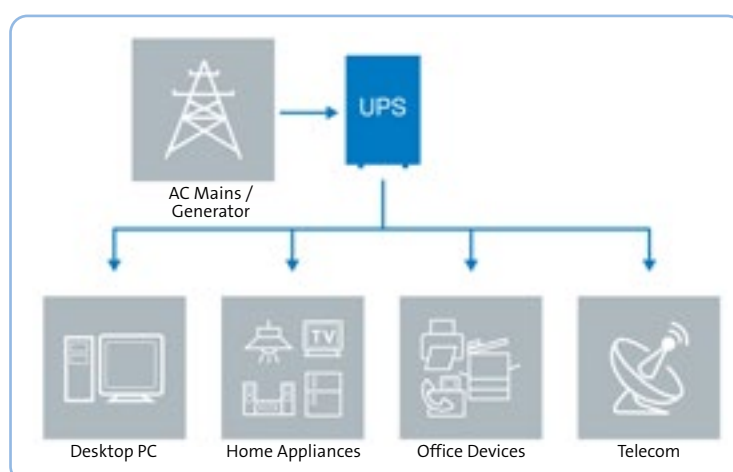 UPS
AC Mains /
Generator
TV
Desktop PC
Home Appliances
Office Devices
Telecom